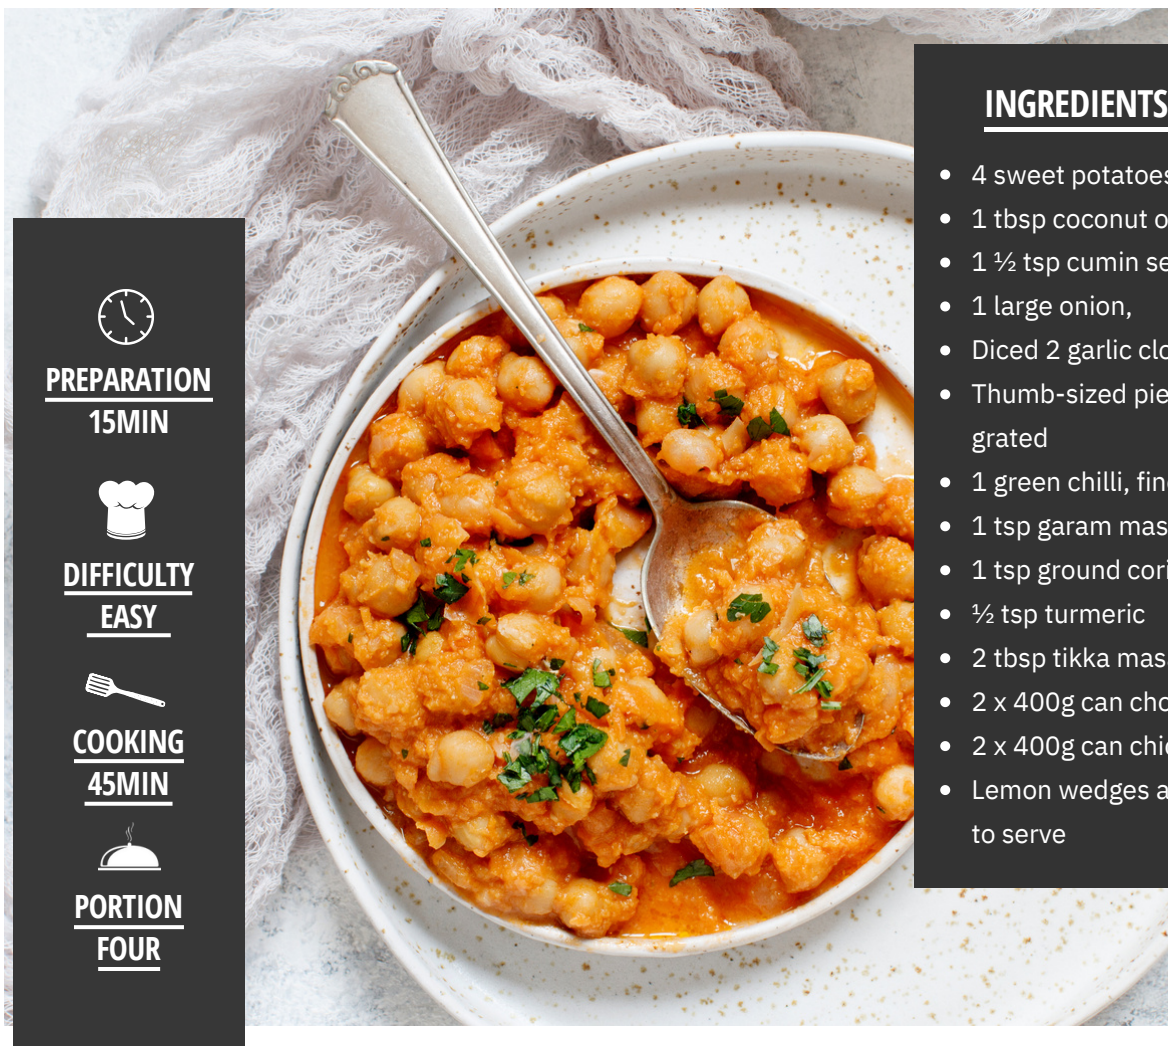 PREPARATION
15MIN
DIFFICULTY
EASY
COOKING
45MIN
PORTION
FOUR
INGREDIENTS
4 sweet potatoes
1 tbsp coconut
1 ½ tsp cumin
1 large onion,
Diced 2 garlic
Thumb-sized
grated
1 green chilli,
1 tsp garam
1 tsp ground
½ tsp turmeric
2 tbsp tikka
2 x 400g can
2 x 400g can
Lemon wedges
to serve